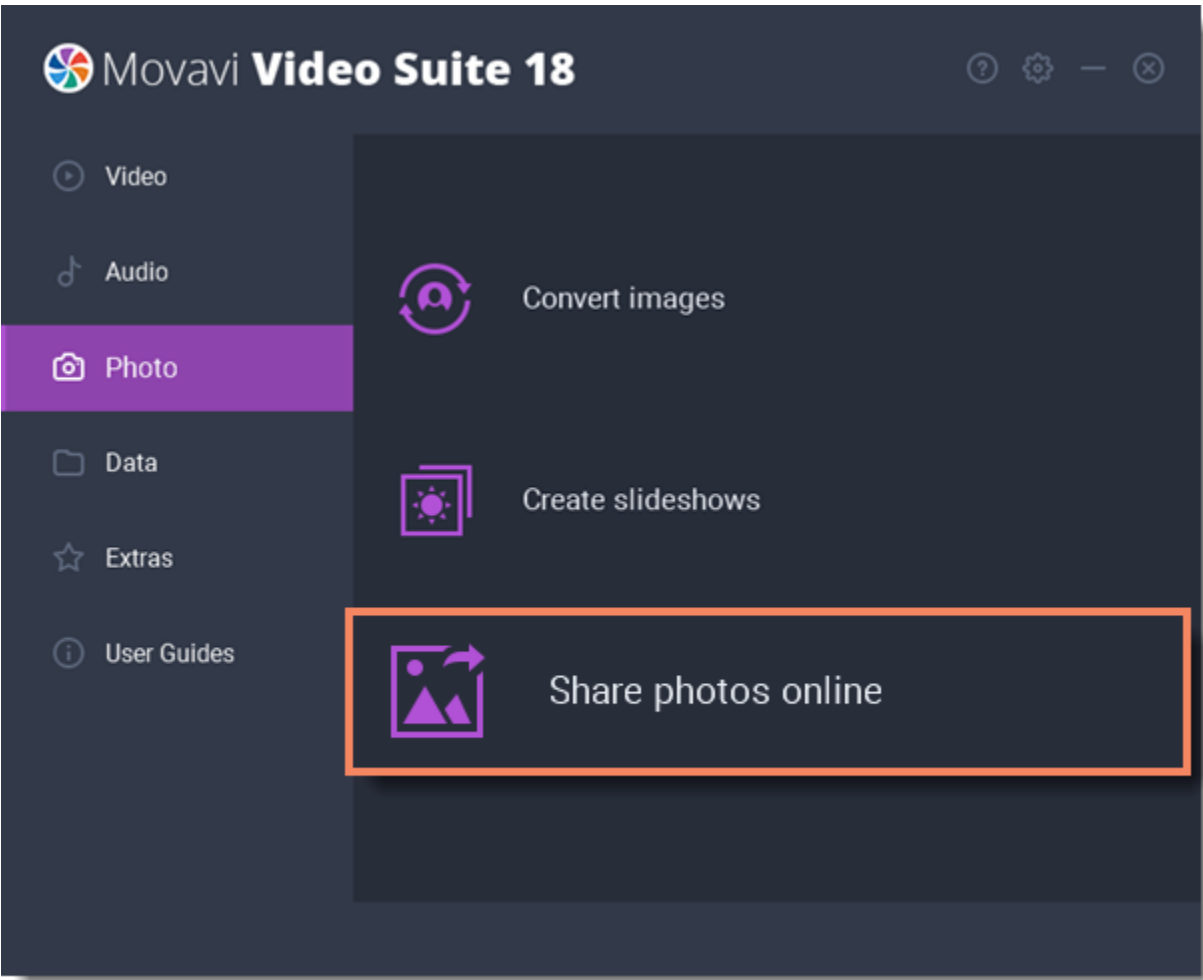 Movavi Video Suite 18
Video
Audio
Photo
Data
Extras
User Guides
Convert images
Create slideshows
Share photos online